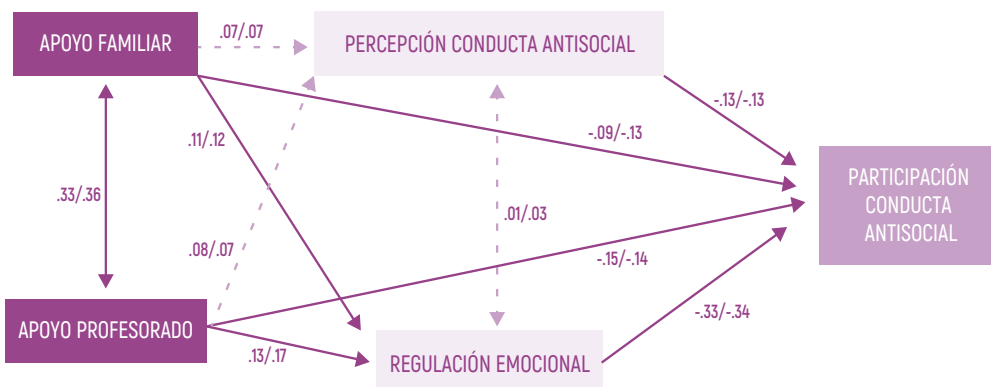 APOYO FAMILIAR
.07/.07
PERCEPCIÓN CONDUCTA ANTISOCIAL
-.13/-.13
.11/.12
-.09/-.13
.33/.36
PARTICIPACIÓN
CONDUCTA
ANTISOCIAL
.01/.03
.08/.07
-.15/-.14
-.33/-.34
APOYO PROFESORADO
.13/.17
REGULACIÓN EMOCIONAL